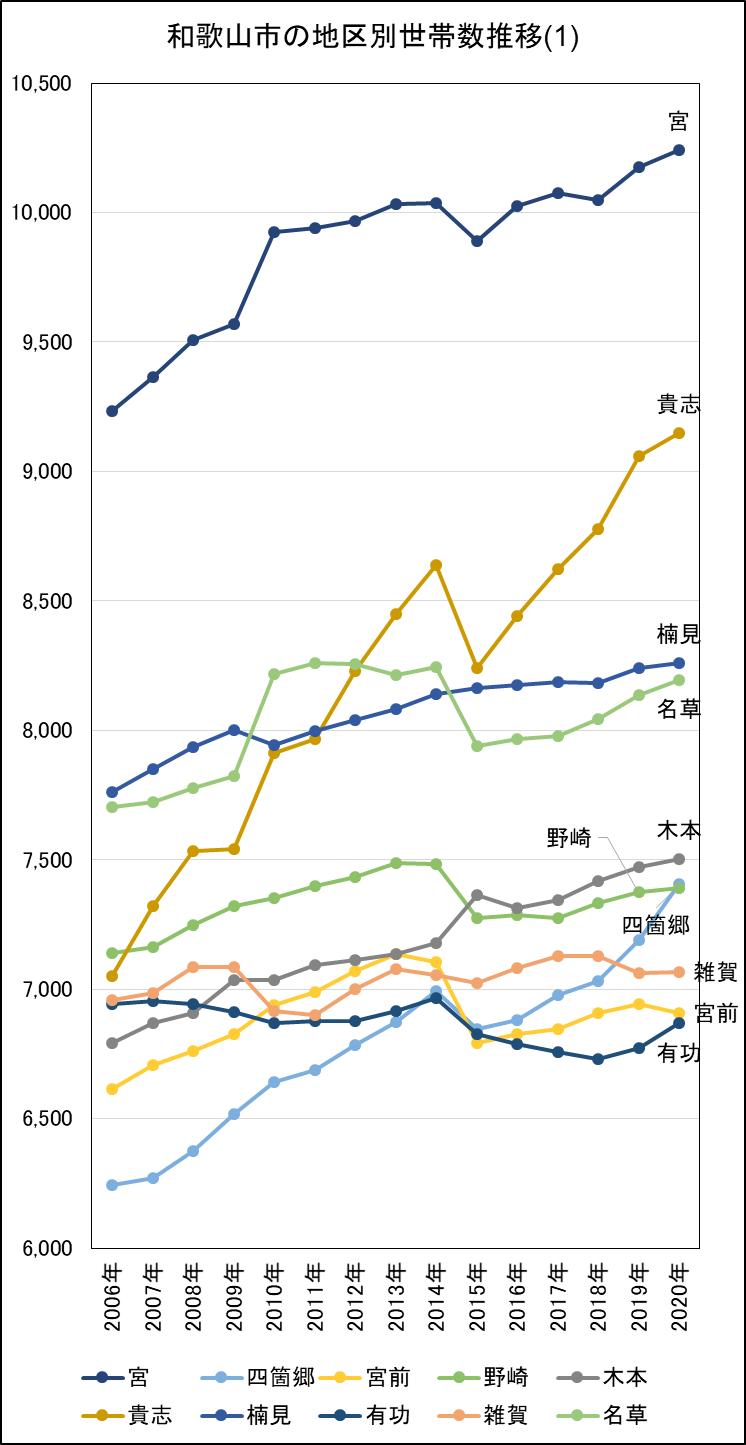 和歌山市の地区別世帯数推移(1)
10,500
10,000
9,500
9,000
8,500
8,000
7,500
7,000
6,500
6,000
宮
貴志
楠見
名草
木本
野崎
四箇郷
雑賀
宮前
有功
2006年
2007年
2008年
2009年
2010年
2011年
2012年
2013年
2014年
2015年
2016年
2017年
2018年
2019年
2020年
宮 四箇郷 宮前 野崎 木本
貴志 楠見 有功 雑賀 名草